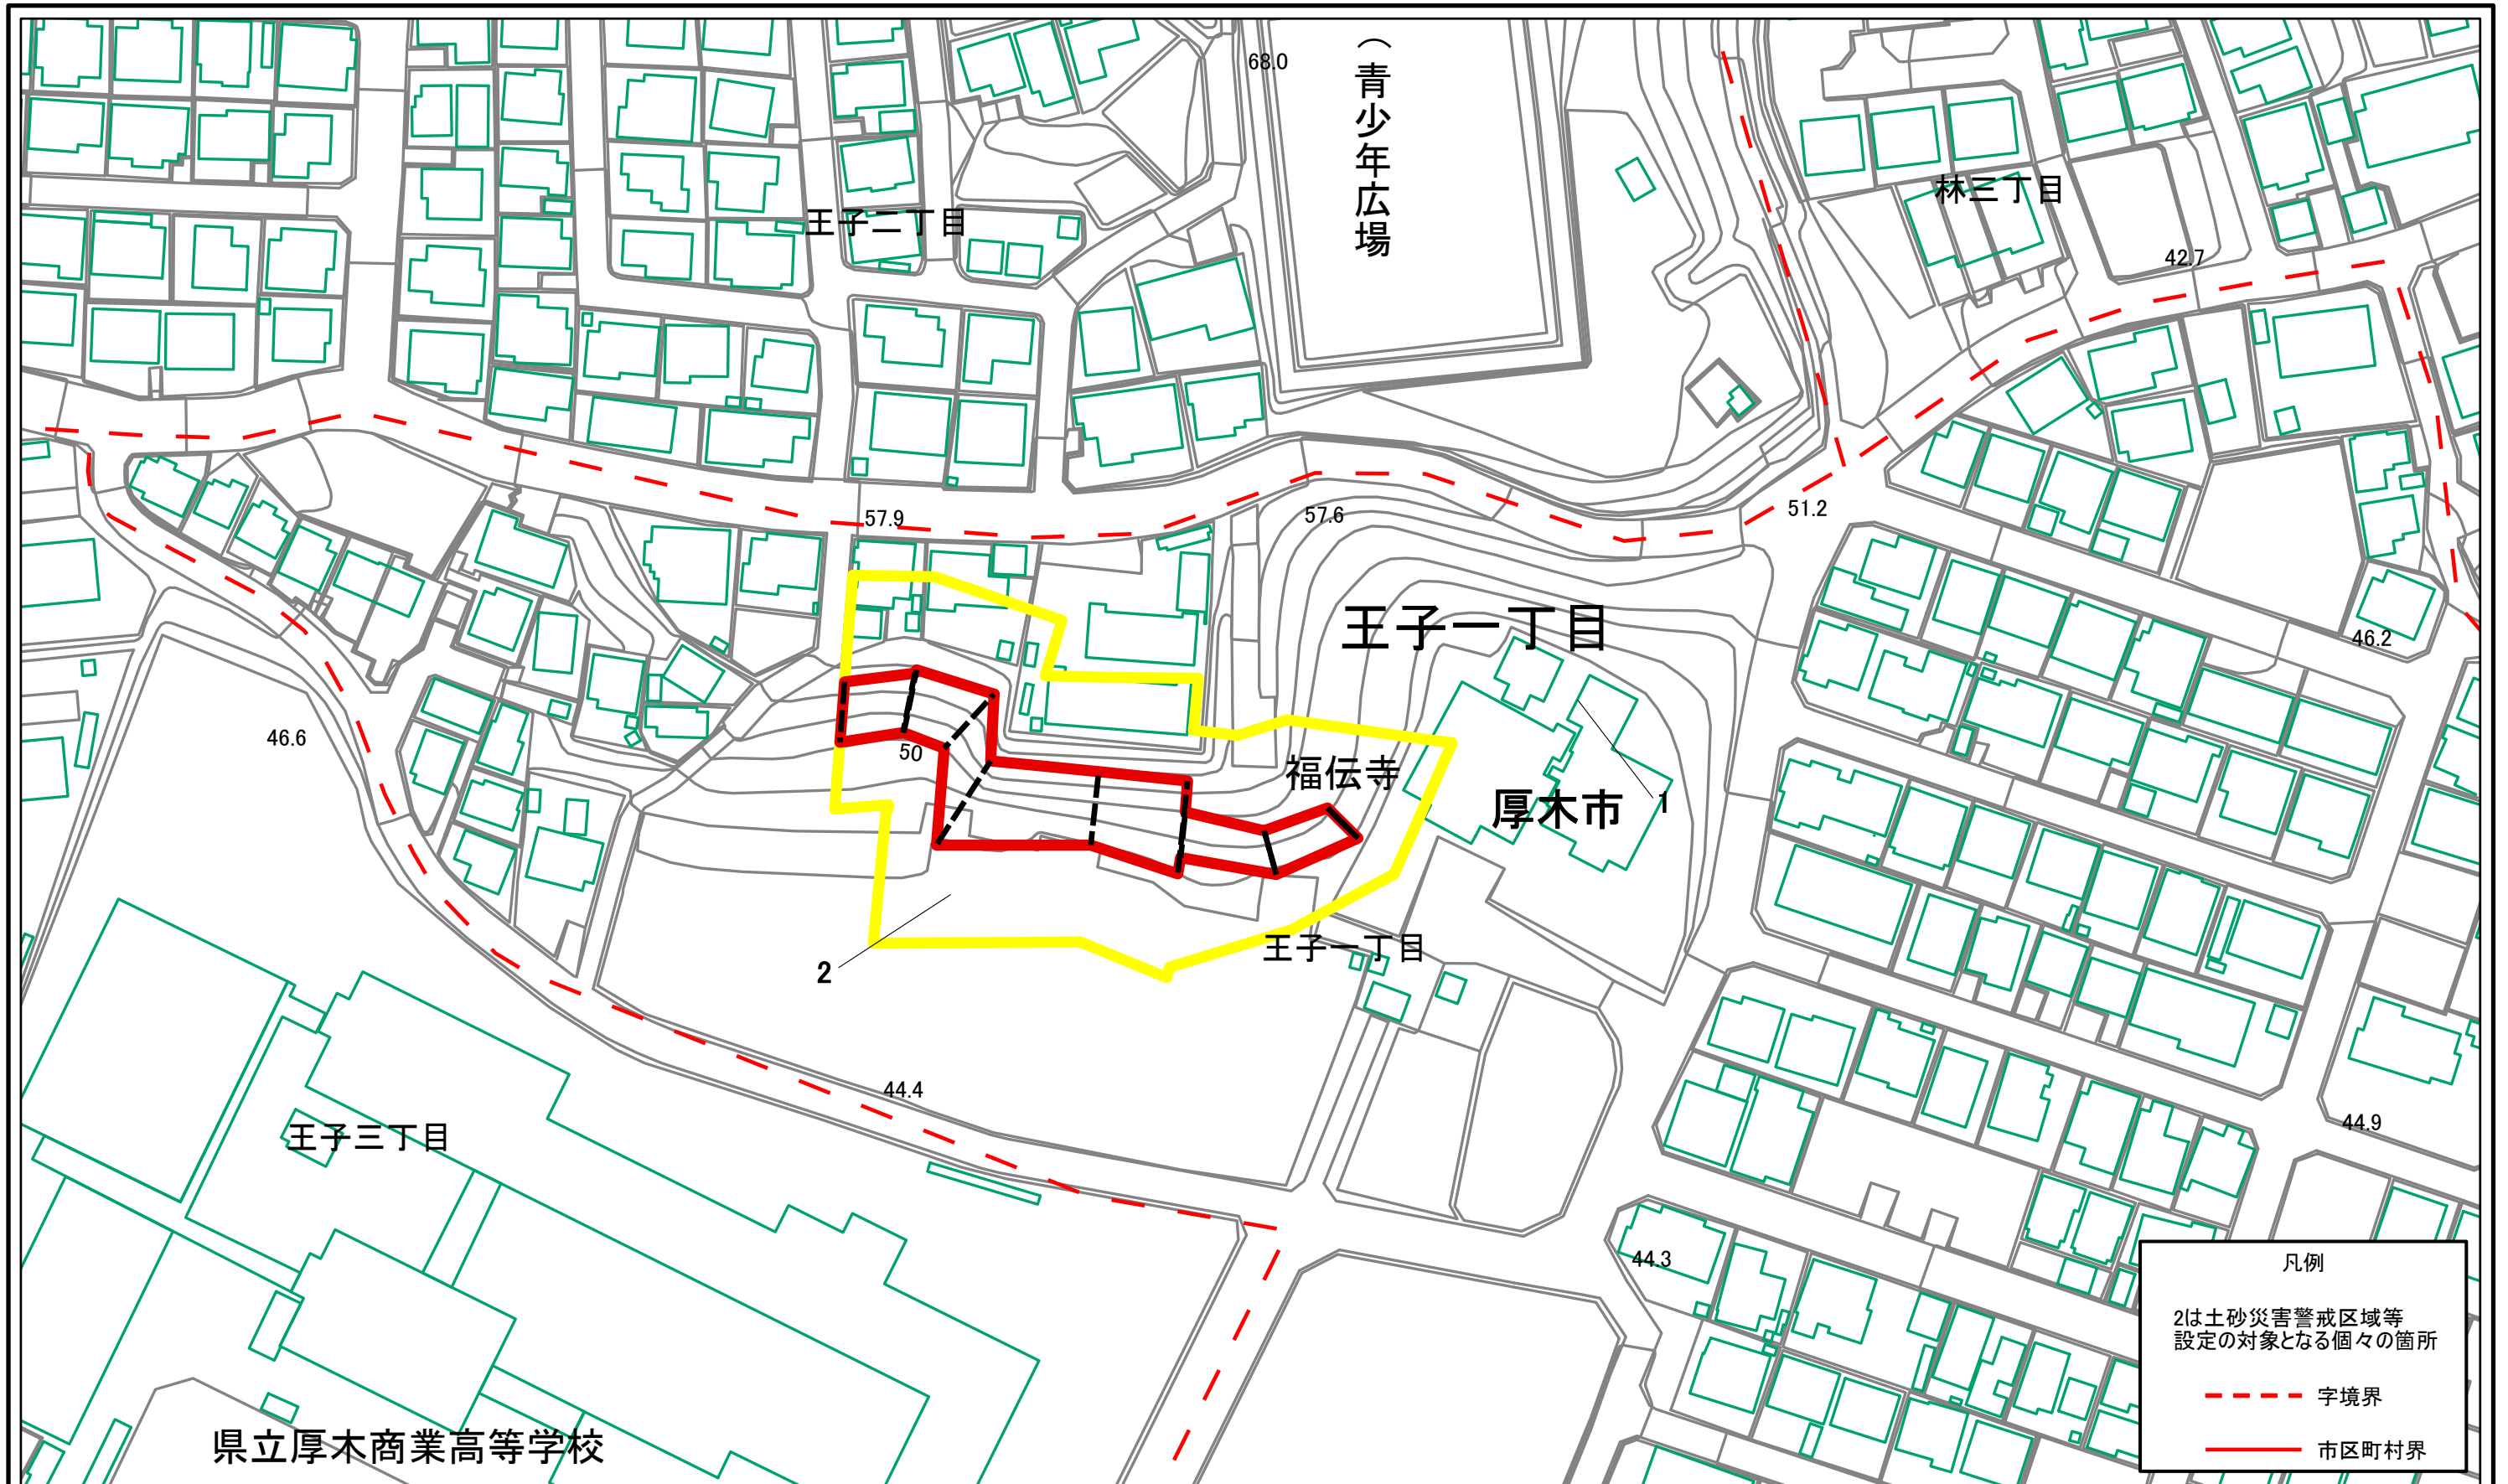 68.0
（青少年広場
林三丁目
王子二丁目
42.7
57.9
57.6
51.2
王子一丁目
46.2
46.6
50
福伝寺
厚木市
1
王子一丁目
2
44.4
王子三丁目
44.9
44.3
県立厚木商業高等学校
凡例
2は土砂災害警戒区域等
設定の対象となる個々の箇所
字境界
市区町村界